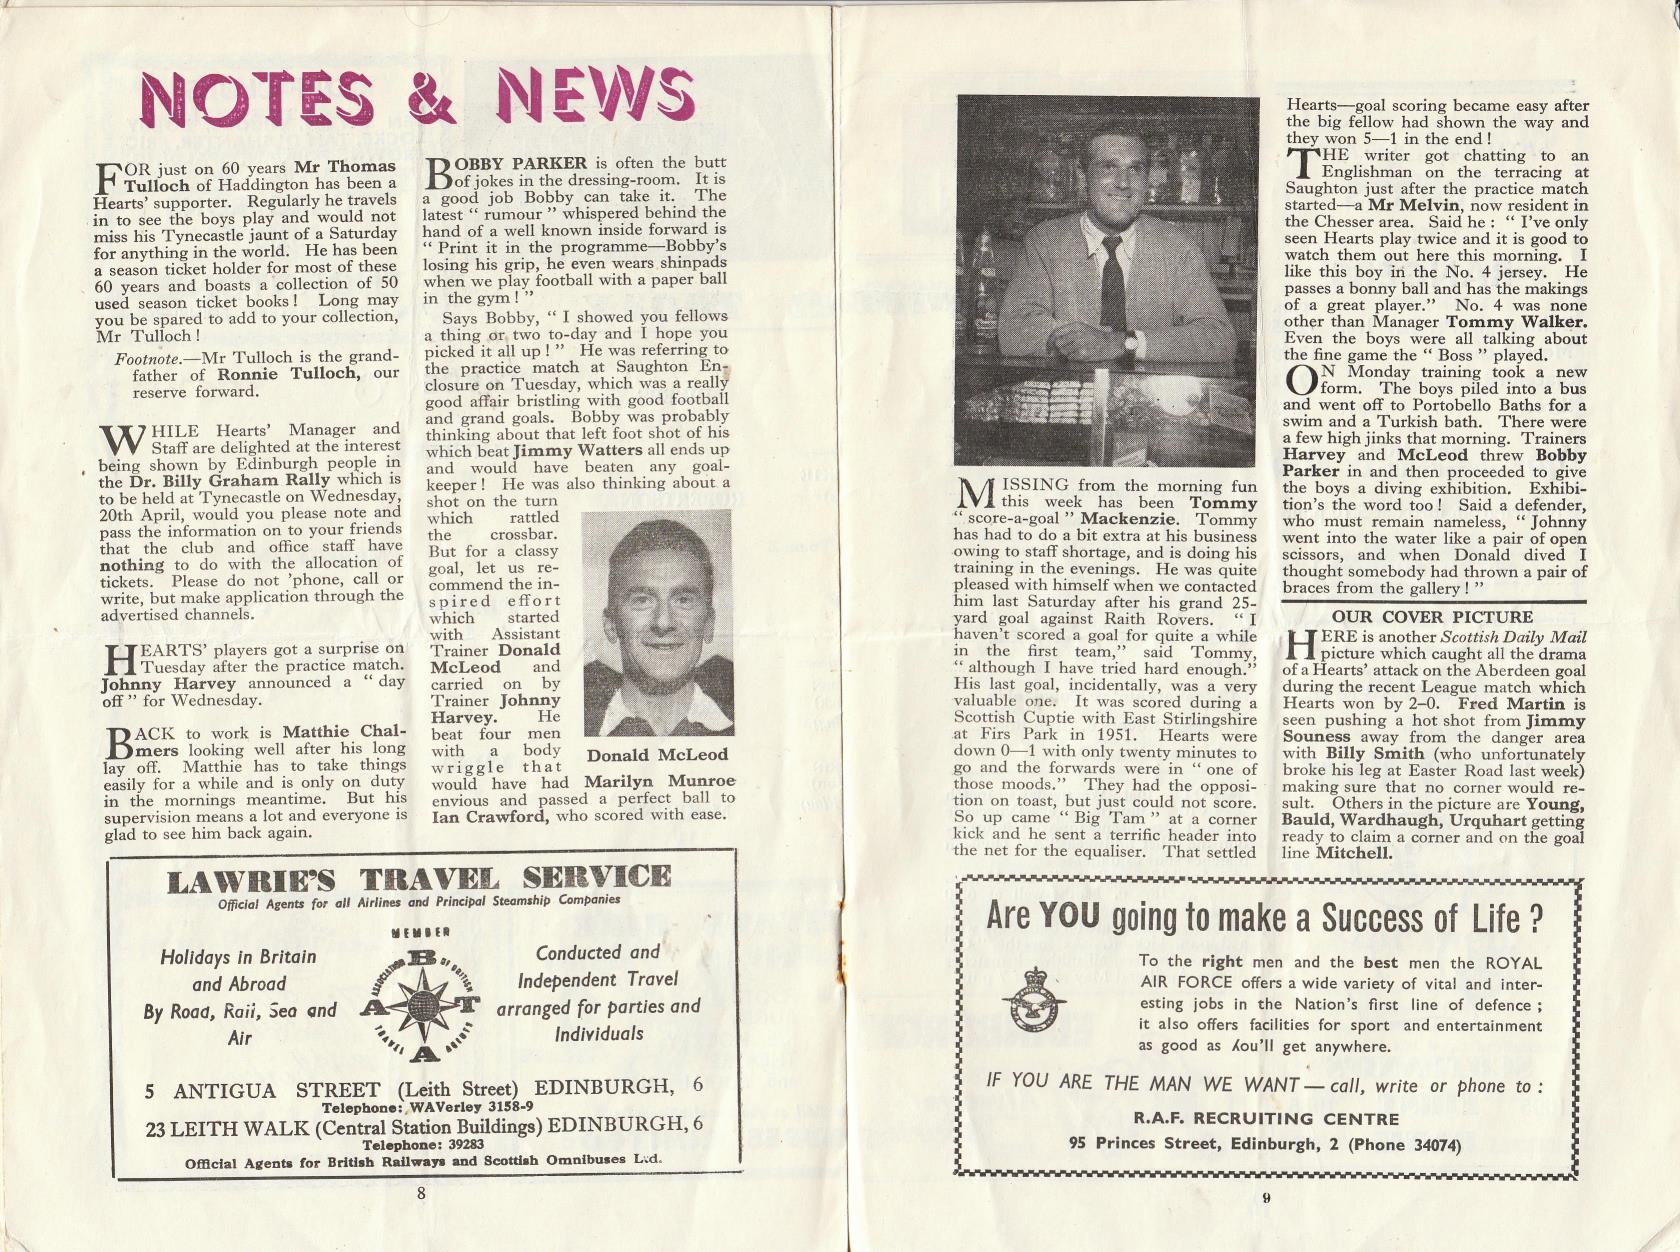 NOTES & NEWS
FOR just on 60 years Mr Thomas
Tulloch of Haddington has been a
Hearts' supporter. Regularly he travels
in to see the boys play and would not
miss his Tynecastle jaunt of a Saturday
for anything in the world. He has been
a season ticket holder for most of these
60 years and boasts a collection of 50
used season ticket books! Long may
you be spared to add to your collection,
Mr Tulloch!
Footnote.—Mr Tulloch is the grand-
father of Ronnie Tulloch, our
reserve forward.
WHILE Hearts' Manager and
Staff are delighted at the interest
being shown by Edinburgh people in
the Dr. Billy Graham Rally which is
to be held at Tynecastle on Wednesday,
20th April, would you please note and
pass the information on to your friends
that the club and office staff have
nothing to do with the allocation of
tickets. Please do not 'phone, call or
write, but make application through the
advertised channels.
HEARTS' players got a surprise on
Tuesday after the practice match.
Johnny Harvey announced a " day
off " for Wednesday.
BACK to work is Matthie Chal-
mers looking well after his long
lay off. Matthie has to take things
easily for a while and is only on duty
in the mornings meantime. But his
supervision means a lot and everyone is
glad to see him back again.
BOBBY PARKER is often the butt
of jokes in the dressing-room. It is
a good job Bobby can take it. The
latest " rumour " whispered behind the
hand of a well known inside forward is
" Print it in the programme—Bobby's
losing his grip, he even wears shinpads
when we play football with a paper ball
in the gym! "
Says Bobby, " I showed you fellows
a thing or two to-day and I hope you
picked it all up! " He was referring to
the practice match at Saughton En-
closure on Tuesday, which was a really
good affair bristling with good football
and grand goals. Bobby was probably
thinking about that left foot shot of his
which beat Jimmy Watters all ends up
and would have beaten any goal-
keeper! He was also thinking about a
shot on the turn
which rattled
the crossbar.
But for a classy
goal, let us re-
commend the in-
spired effort
which started
with Assistant
Trainer Donald
McLeod and
carried on by
Trainer Johnny
Harvey. He
beat four men
with a body
wriggle that
would have had Marilyn Munroe
envious and passed a perfect ball to
Ian Crawford, who scored with ease.
Donald McLeod
LAWRIE'S TRAVEL SERVICE
Official Agents for all Airlines and Principal Steamship Companies
Holidays in Britain
and Abroad
By Road, Rail, Sea and
Air
MEMBER
ABTA
ASSOCIATION OF BRITISH TRAVEL AGENTS
Conducted and
Independent Travel
arranged for parties and
Individuals
5 ANTIGUA STREET (Leith Street) EDINBURGH, 6
Telephone: WAVerley 3158-9
23 LEITH WALK (Central Station Buildings) EDINBURGH, 6
Telephone: 39283
Official Agents for British Railways and Scottish Omnibuses Ltd.
8
MISSING from the morning fun
this week has been Tommy
" score-a-goal " Mackenzie. Tommy
has had to do a bit extra at his business
owing to staff shortage, and is doing his
training in the evenings. He was quite
pleased with himself when we contacted
him last Saturday after his grand 25-
yard goal against Raith Rovers. " I
haven't scored a goal for quite a while
in the first team," said Tommy,
" although I have tried hard enough."
His last goal, incidentally, was a very
valuable one. It was scored during a
Scottish Cuptie with East Stirlingshire
at Firs Park in 1951. Hearts were
down 0—1 with only twenty minutes to
go and the forwards were in " one of
those moods." They had the opposi-
tion on toast, but just could not score.
So up came " Big Tam " at a corner
kick and he sent a terrific header into
the net for the equaliser. That settled
Hearts—goal scoring became easy after
the big fellow had shown the way and
they won 5—1 in the end!
THE writer got chatting to an
Englishman on the terracing at
Saughton just after the practice match
started—a Mr Melvin, now resident in
the Chesser area. Said he: " I've only
seen Hearts play twice and it is good to
watch them out here this morning. I
like this boy in the No. 4 jersey. He
passes a bonny ball and has the makings
of a great player." No. 4 was none
other than Manager Tommy Walker.
Even the boys were all talking about
the fine game the " Boss " played.
ON Monday training took a new
form. The boys piled into a bus
and went off to Portobello Baths for a
swim and a Turkish bath. There were
a few high jinks that morning. Trainers
Harvey and McLeod threw Bobby
Parker in and then proceeded to give
the boys a diving exhibition. Exhibi-
tion's the word too! Said a defender,
who must remain nameless, " Johnny
went into the water like a pair of open
scissors, and when Donald dived I
thought somebody had thrown a pair of
braces from the gallery! "
OUR COVER PICTURE
HERE is another Scottish Daily Mail
picture which caught all the drama
of a Hearts' attack on the Aberdeen goal
during the recent League match which
Hearts won by 2–0. Fred Martin is
seen pushing a hot shot from Jimmy
Souness away from the danger area
with Billy Smith (who unfortunately
broke his leg at Easter Road last week)
making sure that no corner would re-
sult. Others in the picture are Young,
Bauld, Wardhaugh, Urquhart getting
ready to claim a corner and on the goal
line Mitchell.
Are YOU going to make a Success of Life?
To the right men and the best men the ROYAL
AIR FORCE offers a wide variety of vital and inter-
esting jobs in the Nation's first line of defence;
it also offers facilities for sport and entertainment
as good as you'll get anywhere.
IF YOU ARE THE MAN WE WANT — call, write or phone to:
R.A.F. RECRUITING CENTRE
95 Princes Street, Edinburgh, 2 (Phone 34074)
9